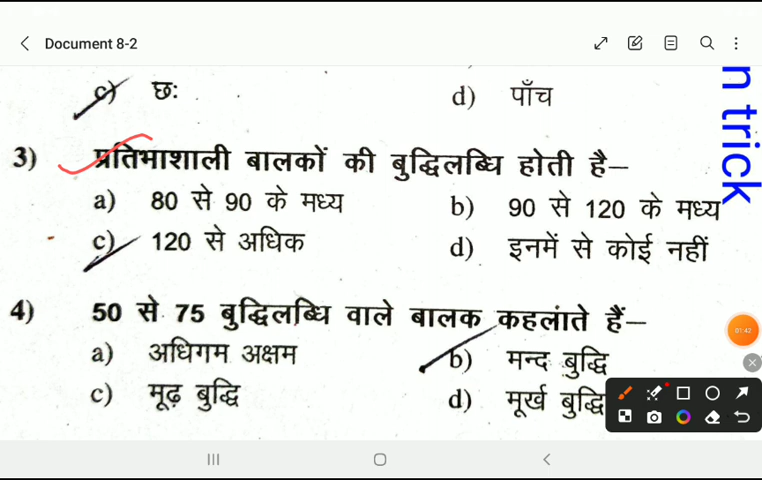 Document 8-2
c) छ:
d) पाँच
n trick
3) प्रतिभाशाली बालकों की बुद्धिलब्धि होती है—
a) 80 से 90 के मध्य
b) 90 से 120 के मध्य
c) 120 से अधिक
d) इनमें से कोई नहीं
4) 50 से 75 बुद्धिलब्धि वाले बालक कहलांते हैं—
a) अधिगम अक्षम
b) मन्द बुद्धि
c) मूढ़ बुद्धि
d) मूर्ख बुद्धि
01:42